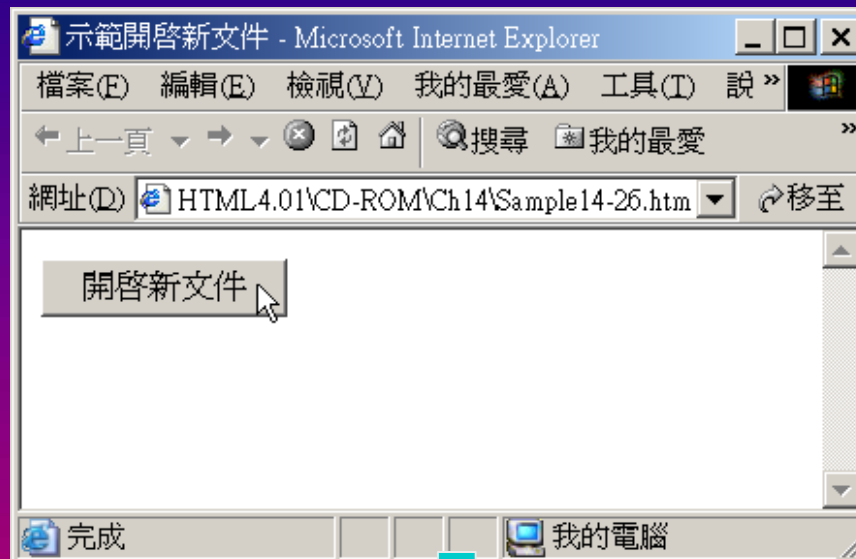 示範開啓新文件 - Microsoft Internet Explorer
檔案(F) 編輯(E) 檢視(V) 我的最愛(A) 工具(T) 說 »
上一頁 搜尋 我的最愛 »
網址(D) HTML4.01\CD-ROM\Ch14\Sample14-26.htm 移至
開啓新文件
完成 我的電腦